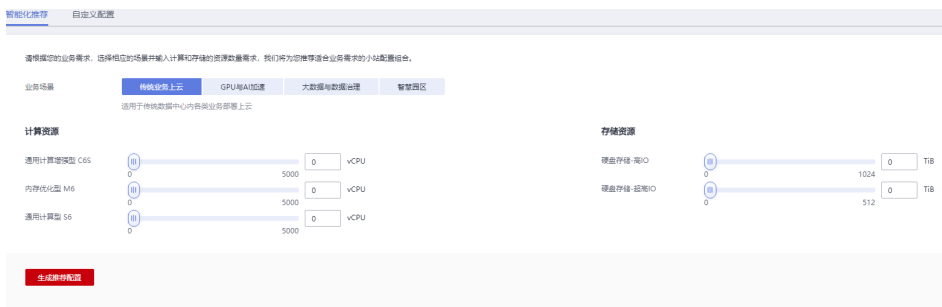 智能化推荐 自定义配置
请根据您的业务需求，选择相应的场景并输入计算和存储的资源数量需求，我们将为您推荐适合业务需求的小站配置组合。
业务场景 传统业务上云 GPU与AI加速 大数据与数据治理 智慧园区
适用于传统数据中心内各类业务部署上云
计算资源 存储资源
通用计算增强型 C6S 0 vCPU 硬盘存储-高IO 0 TiB
0 5000 0 1024
内存优化型 M6 0 vCPU 硬盘存储-超高IO 0 TiB
0 5000 0 512
通用计算型 S6 0 vCPU
0 5000
生成推荐配置